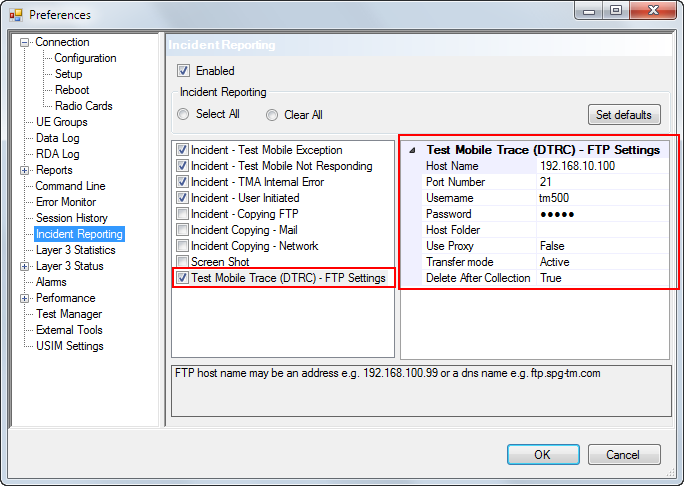 Preferences
Connection
Configuration
Setup
Reboot
Radio Cards
UE Groups
Data Log
RDA Log
Reports
Command Line
Error Monitor
Session History
Incident Reporting
Layer 3 Statistics
Layer 3 Status
Alarms
Performance
Test Manager
External Tools
USIM Settings
Incident Reporting
Enabled
Incident Reporting
Select All
Clear All
Set defaults
Incident - Test Mobile Exception
Incident - Test Mobile Not Responding
Incident - TMA Internal Error
Incident - User Initiated
Incident - Copying FTP
Incident Copying - Mail
Incident Copying - Network
Screen Shot
Test Mobile Trace (DTRC) - FTP Settings
Test Mobile Trace (DTRC) - FTP Settings
Host Name 192.168.10.100
Port Number 21
Username tm500
Password ●●●●●
Host Folder
Use Proxy False
Transfer mode Active
Delete After Collection True
FTP host name may be an address e.g. 192.168.100.99 or a dns name e.g. ftp.spg-tm.com
OK
Cancel